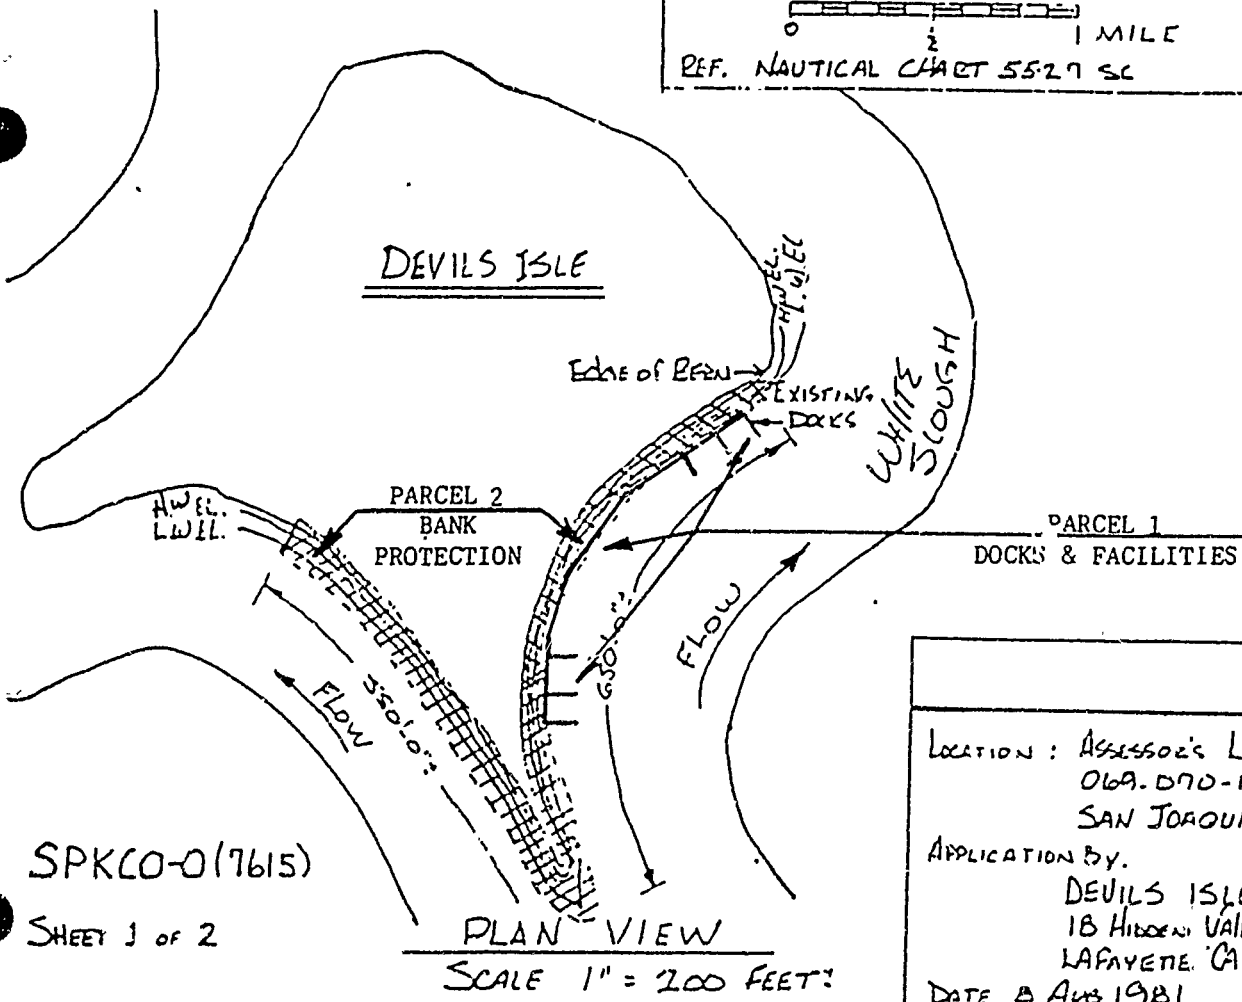 0 ½ 1 MILE
REF. NAUTICAL CHART 5527 SC
DEVILS ISLE
H.W.EL.
L.W.EL
Edge of Berm
EXISTING
DOCKS
WHITE
SLOUGH
H.W EL.
L.W EL.
PARCEL 2
BANK
PROTECTION
PARCEL 1
DOCKS & FACILITIES
FLOW
630'-0"±
FLOW
550'-0"±
LOCATION: ASSESSOR'S L
069-070-1
SAN JOAQUI
APPLICATION BY.
DEVILS ISLE
18 HIDDEN VAL
LAFAYETTE. CA
DATE 8 AUG 1981
SPKCO-O(7615)
SHEET 1 OF 2
PLAN VIEW
SCALE 1" = 200 FEET±